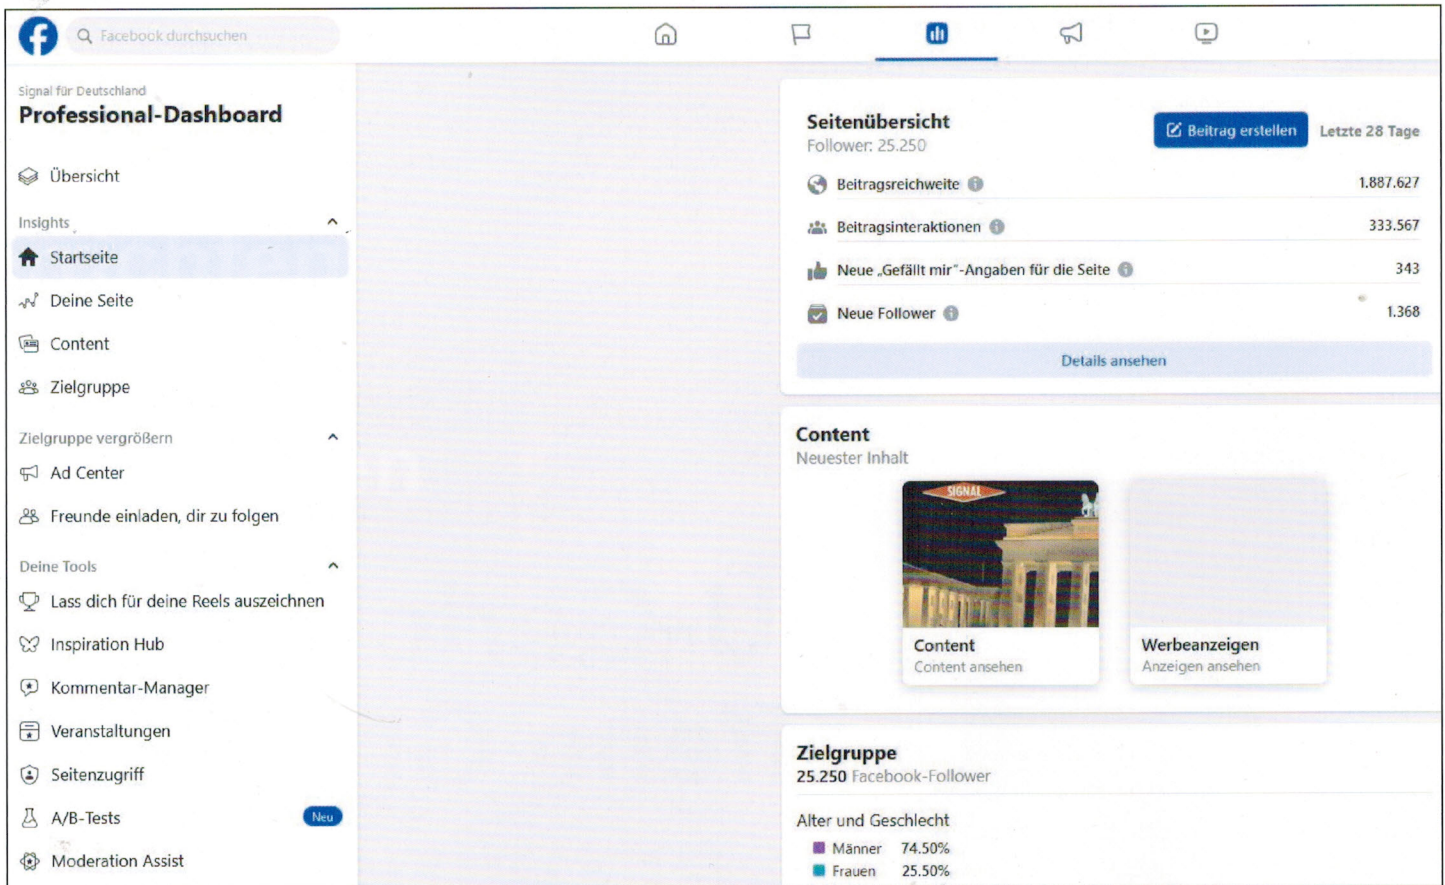 Facebook durchsuchen
Signal für Deutschland
Professional-Dashboard
Übersicht
Insights
Startseite
Deine Seite
Content
Zielgruppe
Zielgruppe vergrößern
Ad Center
Freunde einladen, dir zu folgen
Deine Tools
Lass dich für deine Reels auszeichnen
Inspiration Hub
Kommentar-Manager
Veranstaltungen
Seitenzugriff
A/B-Tests Neu
Moderation Assist
Seitenübersicht
Follower: 25.250
Beitrag erstellen Letzte 28 Tage
Beitragsreichweite 1.887.627
Beitragsinteraktionen 333.567
Neue „Gefällt mir"-Angaben für die Seite 343
Neue Follower 1.368
Details ansehen
Content
Neuester Inhalt
SIGNAL
Content
Content ansehen
Werbeanzeigen
Anzeigen ansehen
Zielgruppe
25.250 Facebook-Follower
Alter und Geschlecht
Männer 74.50%
Frauen 25.50%